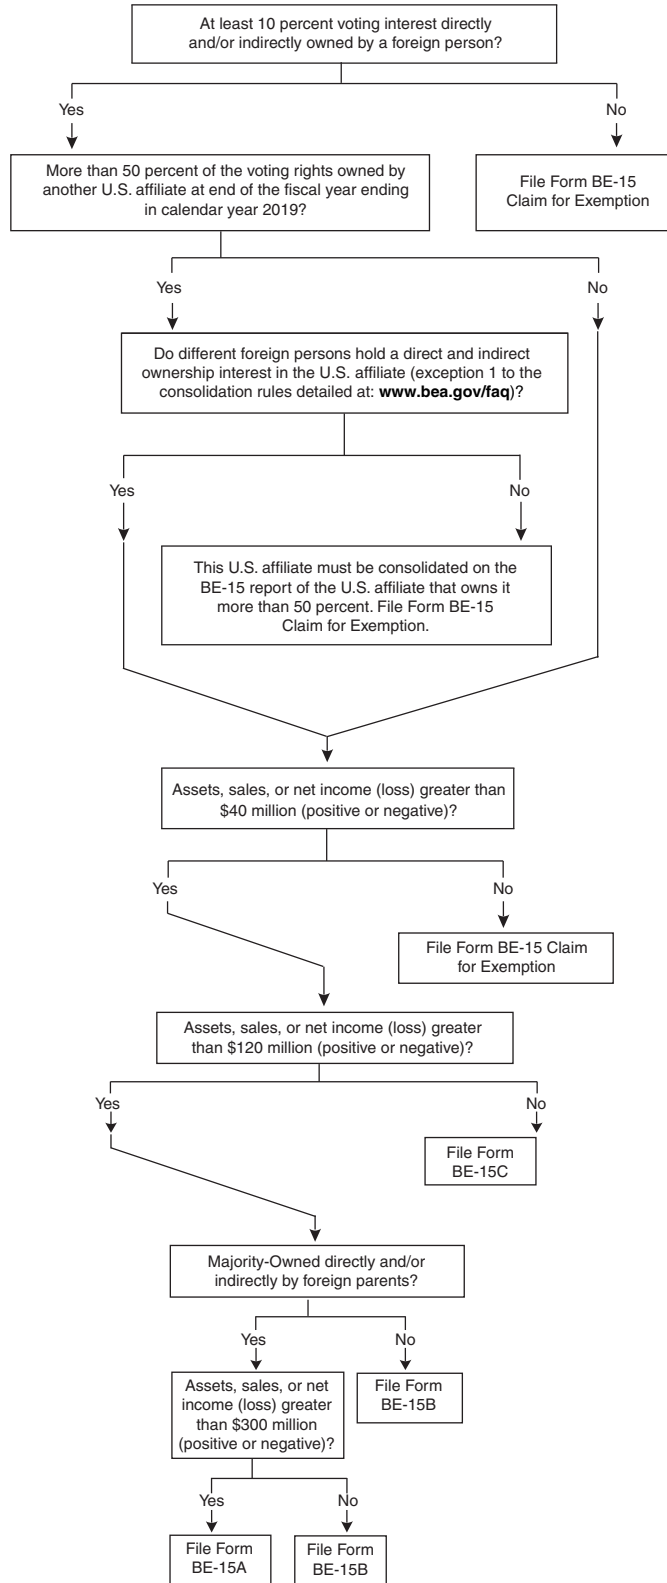 At least 10 percent voting interest directly
and/or indirectly owned by a foreign person?
Yes
No
More than 50 percent of the voting rights owned by
another U.S. affiliate at end of the fiscal year ending
in calendar year 2019?
File Form BE-15
Claim for Exemption
Yes
No
Do different foreign persons hold a direct and indirect
ownership interest in the U.S. affiliate (exception 1 to the
consolidation rules detailed at: www.bea.gov/faq)?
Yes
No
This U.S. affiliate must be consolidated on the
BE-15 report of the U.S. affiliate that owns it
more than 50 percent. File Form BE-15
Claim for Exemption.
Assets, sales, or net income (loss) greater than
$40 million (positive or negative)?
Yes
No
File Form BE-15 Claim
for Exemption
Assets, sales, or net income (loss) greater
than $120 million (positive or negative)?
Yes
No
File Form
BE-15C
Majority-Owned directly and/or
indirectly by foreign parents?
Yes
No
Assets, sales, or net
income (loss) greater
than $300 million
(positive or negative)?
File Form
BE-15B
Yes
No
File Form
BE-15A
File Form
BE-15B